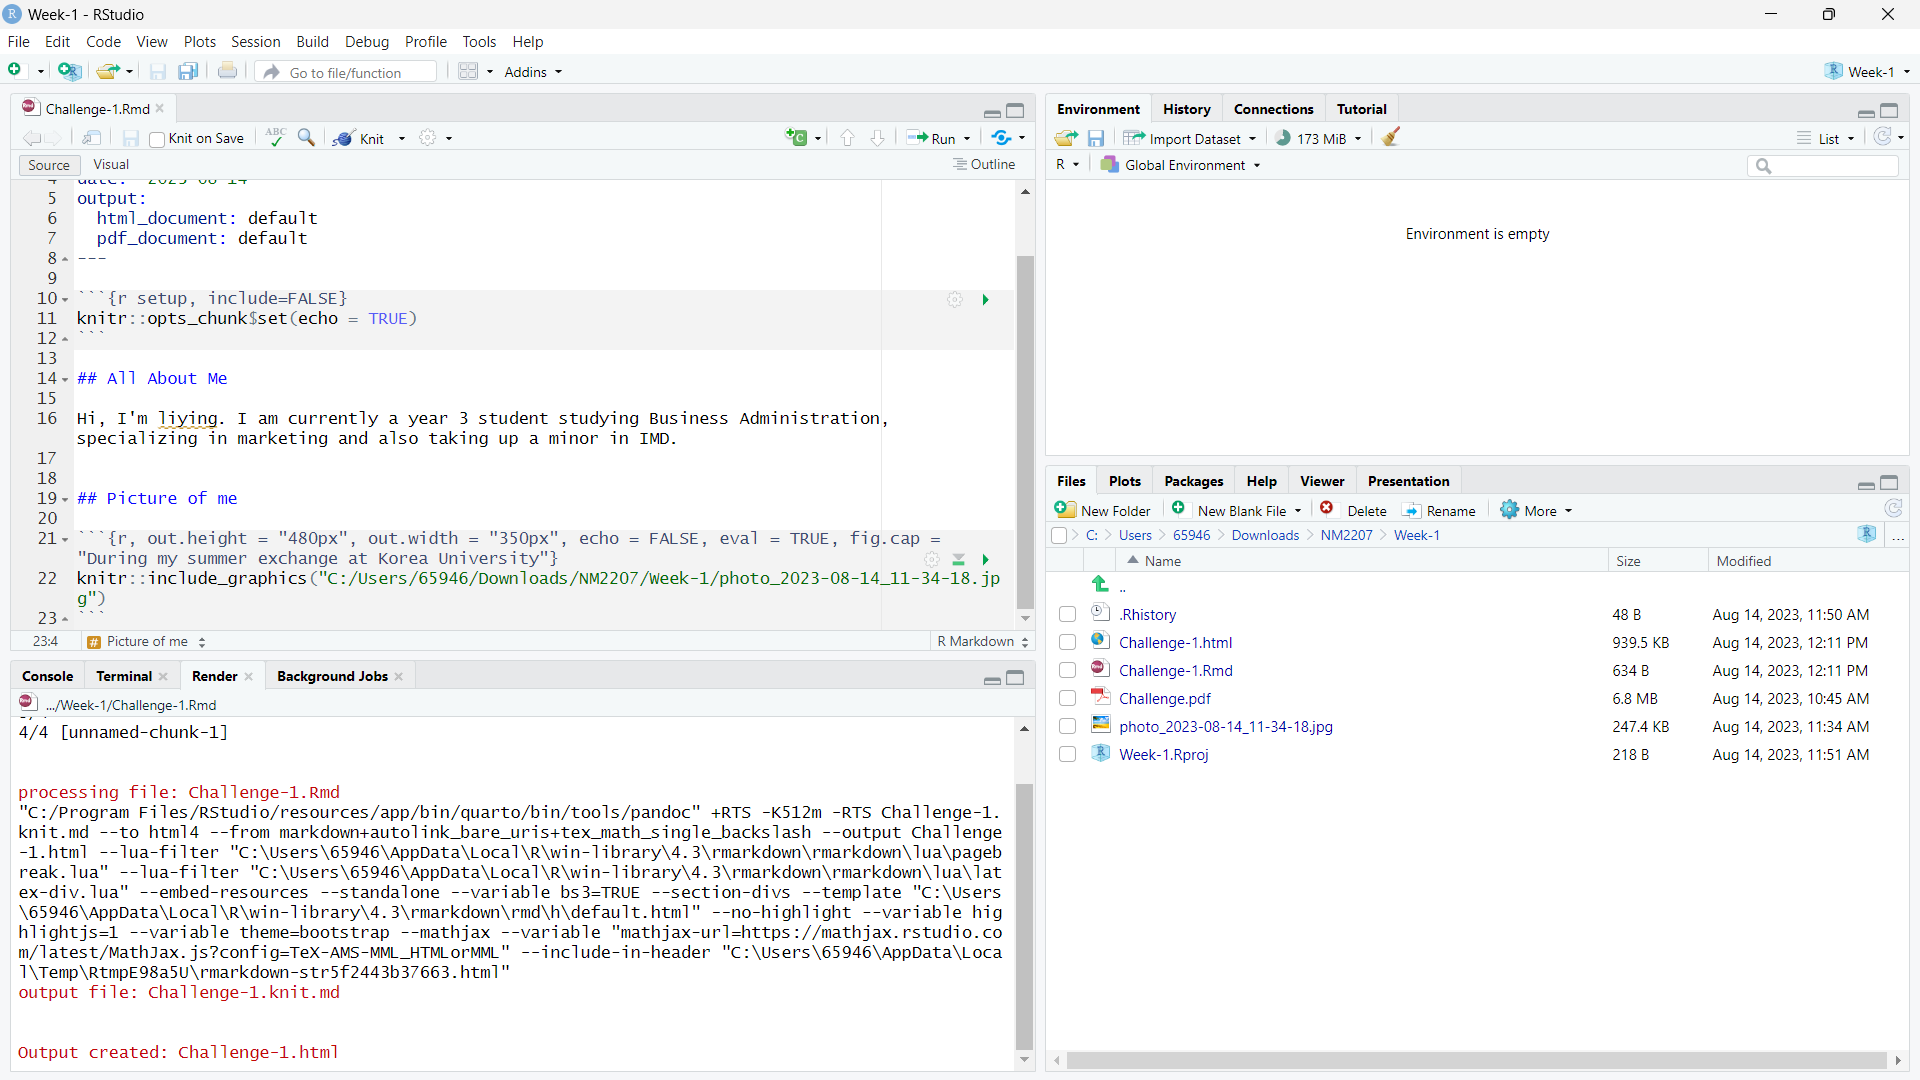 Week-1 - RStudio
File Edit Code View Plots Session Build Debug Profile Tools Help
Go to file/function Addins Week-1
Challenge-1.Rmd
Knit on Save ABC Knit Run
Source Visual Outline
4 date: "2023-08-14"
5 output:
6 html_document: default
7 pdf_document: default
8 ---
9
10 ```{r setup, include=FALSE}
11 knitr::opts_chunk$set(echo = TRUE)
12 ```
13
14 ## All About Me
15
16 Hi, I'm liying. I am currently a year 3 student studying Business Administration,
specializing in marketing and also taking up a minor in IMD.
17
18
19 ## Picture of me
20
21 ```{r, out.height = "480px", out.width = "350px", echo = FALSE, eval = TRUE, fig.cap =
"During my summer exchange at Korea University"}
22 knitr::include_graphics("C:/Users/65946/Downloads/NM2207/Week-1/photo_2023-08-14_11-34-18.jp
g")
23 ```
23:4 # Picture of me R Markdown
Console Terminal Render Background Jobs
.../Week-1/Challenge-1.Rmd
4/4 [unnamed-chunk-1]
processing file: Challenge-1.Rmd
"C:/Program Files/RStudio/resources/app/bin/quarto/bin/tools/pandoc" +RTS -K512m -RTS Challenge-1.
knit.md --to html4 --from markdown+autolink_bare_uris+tex_math_single_backslash --output Challenge
-1.html --lua-filter "C:\Users\65946\AppData\Local\R\win-library\4.3\rmarkdown\rmarkdown\lua\pageb
reak.lua" --lua-filter "C:\Users\65946\AppData\Local\R\win-library\4.3\rmarkdown\rmarkdown\lua\lat
ex-div.lua" --embed-resources --standalone --variable bs3=TRUE --section-divs --template "C:\Users
\65946\AppData\Local\R\win-library\4.3\rmarkdown\rmd\h\default.html" --no-highlight --variable hig
hlightjs=1 --variable theme=bootstrap --mathjax --variable "mathjax-url=https://mathjax.rstudio.co
m/latest/MathJax.js?config=TeX-AMS-MML_HTMLorMML" --include-in-header "C:\Users\65946\AppData\Loca
l\Temp\RtmpE98a5U\rmarkdown-str5f2443b37663.html"
output file: Challenge-1.knit.md
Output created: Challenge-1.html
Environment History Connections Tutorial
Import Dataset 173 MiB List
R Global Environment
Environment is empty
Files Plots Packages Help Viewer Presentation
New Folder New Blank File Delete Rename More
C: Users 65946 Downloads NM2207 Week-1 ...
Name Size Modified
..
.Rhistory 48 B Aug 14, 2023, 11:50 AM
Challenge-1.html 939.5 KB Aug 14, 2023, 12:11 PM
Challenge-1.Rmd 634 B Aug 14, 2023, 12:11 PM
Challenge.pdf 6.8 MB Aug 14, 2023, 10:45 AM
photo_2023-08-14_11-34-18.jpg 247.4 KB Aug 14, 2023, 11:34 AM
Week-1.Rproj 218 B Aug 14, 2023, 11:51 AM